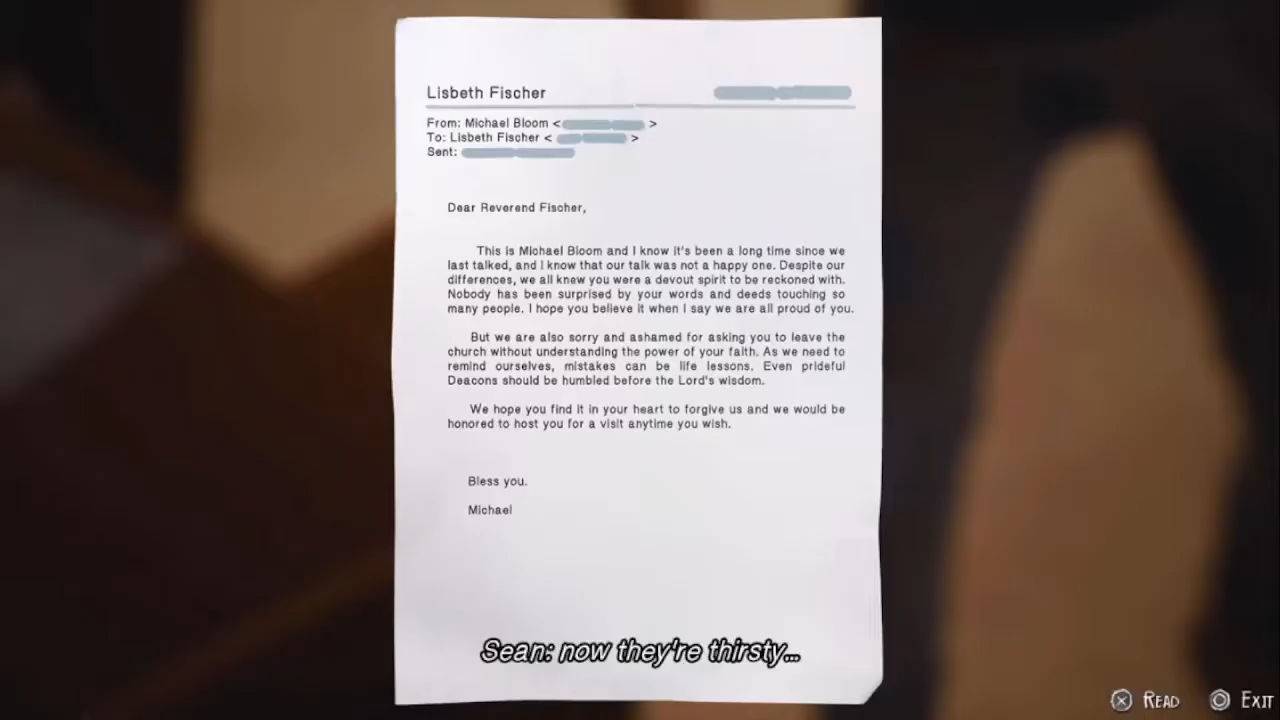 Lisbeth Fischer
From: Michael Bloom < >
To: Lisbeth Fischer < >
Sent:
Dear Reverend Fischer,
This is Michael Bloom and I know it's been a long time since we
last talked, and I know that our talk was not a happy one. Despite our
differences, we all knew you were a devout spirit to be reckoned with.
Nobody has been surprised by your words and deeds touching so
many people. I hope you believe it when I say we are all proud of you.
But we are also sorry and ashamed for asking you to leave the
church without understanding the power of your faith. As we need to
remind ourselves, mistakes can be life lessons. Even prideful
Deacons should be humbled before the Lord's wisdom.
We hope you find it in your heart to forgive us and we would be
honored to host you for a visit anytime you wish.
Bless you.
Michael
Sean: now they're thirsty...
READ EXIT